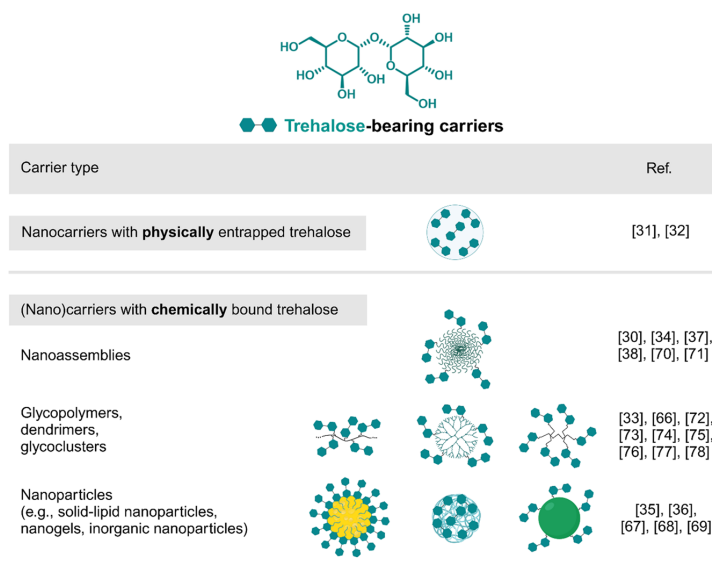 OH
HO
O
O
OH
HO
OH
O
OH
OH
OH
Trehalose-bearing carriers
Carrier type
Ref.
Nanocarriers with physically entrapped trehalose
[31], [32]
(Nano)carriers with chemically bound trehalose
Nanoassemblies
[30], [34], [37],
[38], [70], [71]
Glycopolymers,
dendrimers,
glycoclusters
[33], [66], [72],
[73], [74], [75],
[76], [77], [78]
Nanoparticles
(e.g., solid-lipid nanoparticles,
nanogels, inorganic nanoparticles)
[35], [36],
[67], [68], [69]